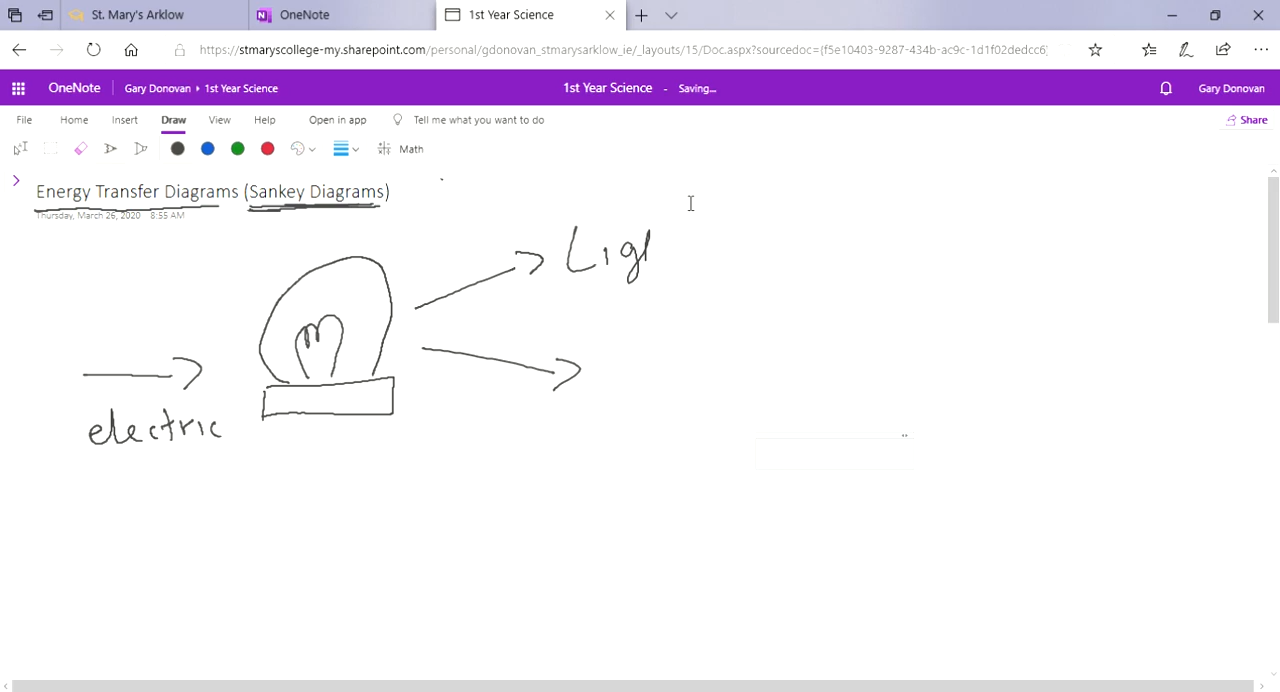 St. Mary's Arklow
OneNote
1st Year Science
https://stmaryscollege-my.sharepoint.com/personal/gdonovan_stmarysarklow_ie/_layouts/15/Doc.aspx?sourcedoc={f5e10403-9287-434b-ac9c-1d1f02dedcc6}
OneNote
Gary Donovan › 1st Year Science
1st Year Science - Saving...
Gary Donovan
File Home Insert Draw View Help Open in app Tell me what you want to do
Share
Math
Energy Transfer Diagrams (Sankey Diagrams)
Thursday, March 26, 2020 8:55 AM
Ligl
electric